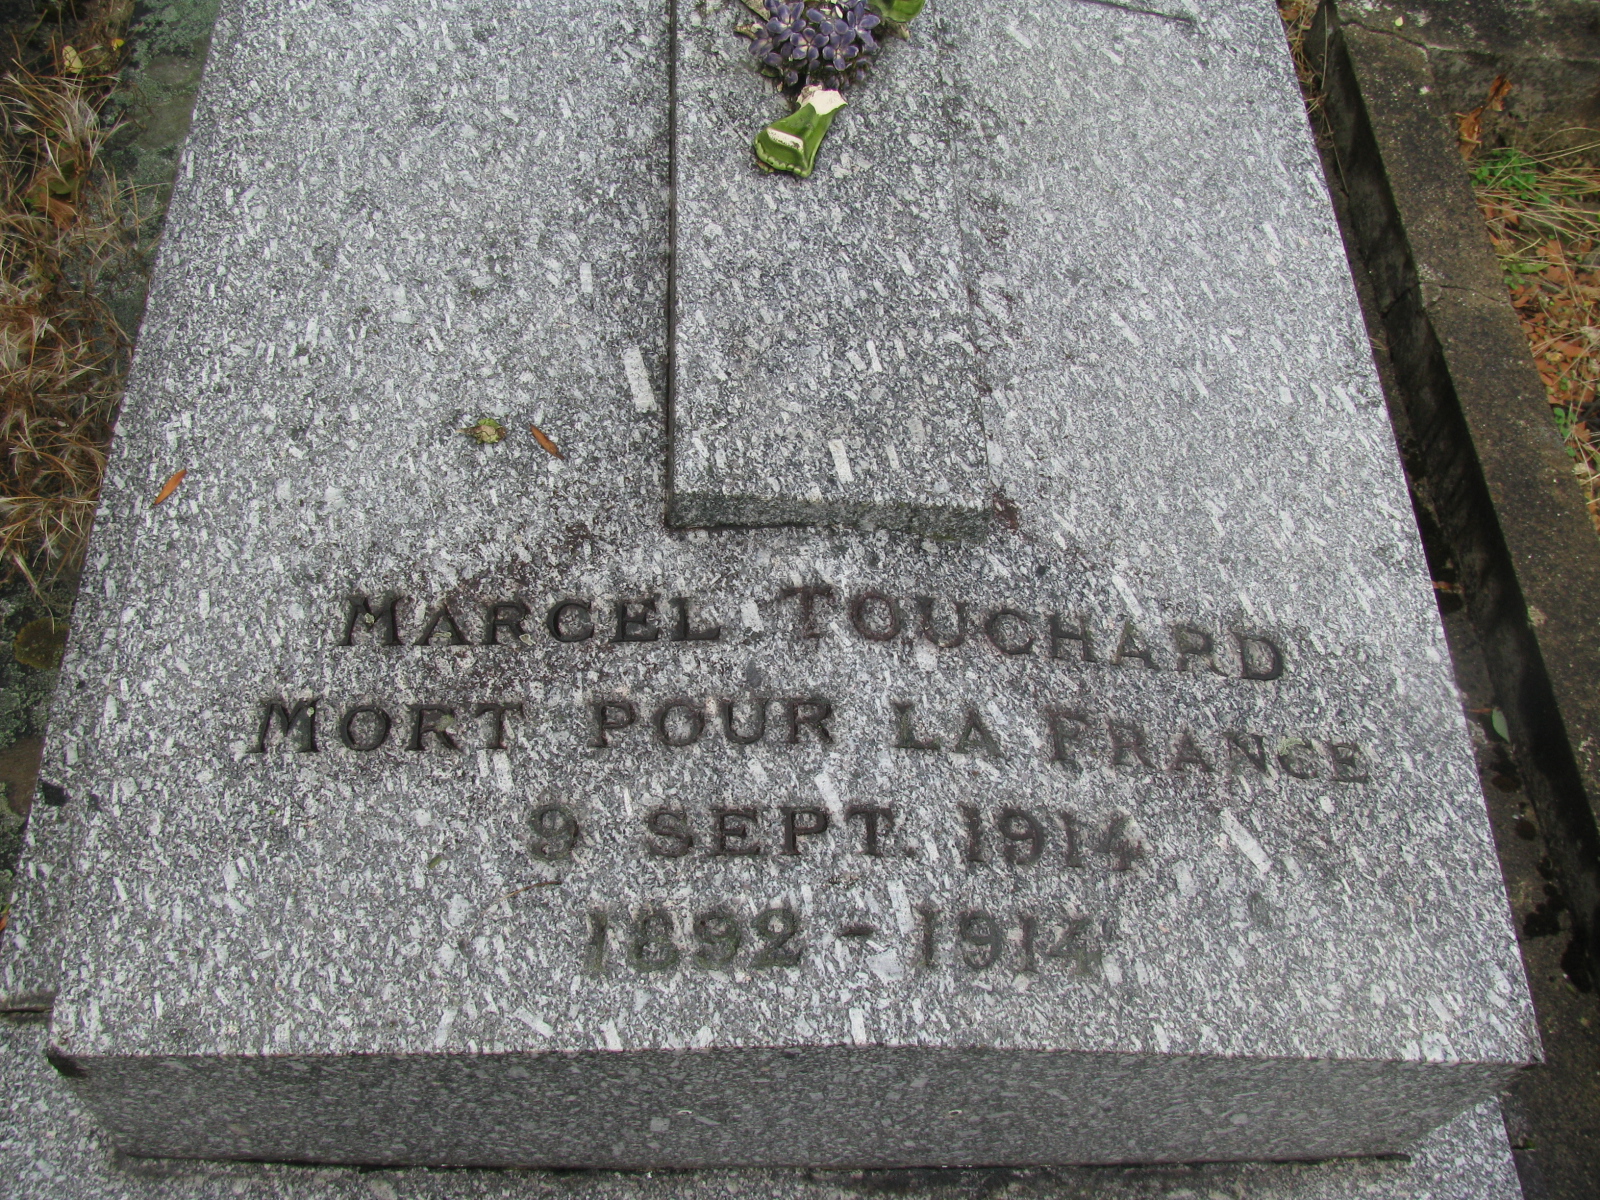 MARCEL TOUCHARD
MORT POUR LA FRANCE
9 SEPT. 1914
1892 - 1914